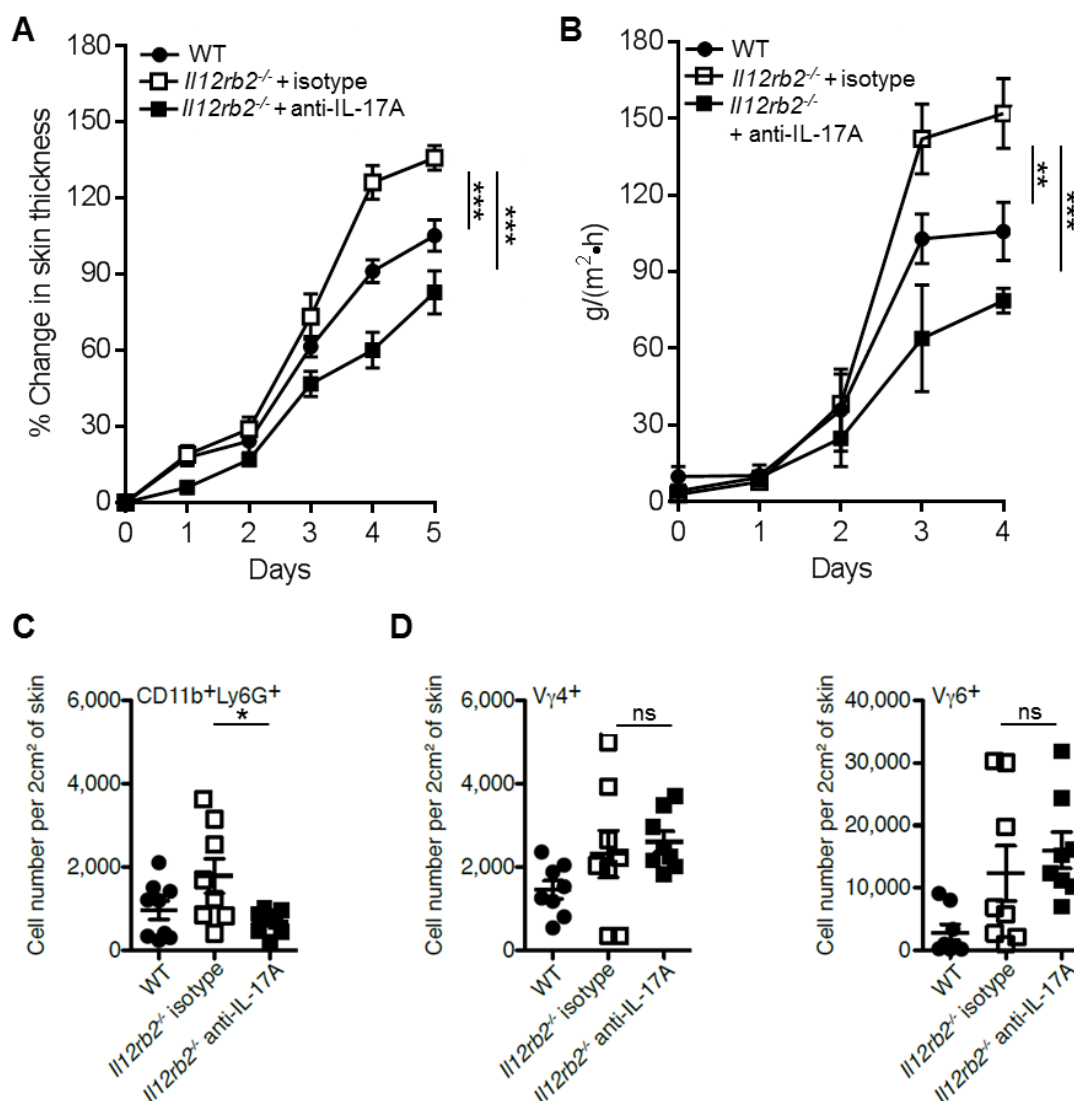 A
180
150
120
90
60
30
0
% Change in skin thickness
WT
Il12rb2-/- + isotype
Il12rb2-/- + anti-IL-17A
***
***
0 1 2 3 4 5
Days
B
180
150
120
90
60
30
0
g/(m²•h)
WT
Il12rb2-/- + isotype
Il12rb2-/-
+ anti-IL-17A
**
***
0 1 2 3 4
Days
C
Cell number per 2cm² of skin
6,000
4,000
2,000
0
CD11b+Ly6G+
*
WT
Il12rb2-/- isotype
Il12rb2-/- anti-IL-17A
D
Cell number per 2cm² of skin
6,000
4,000
2,000
0
Vγ4+
ns
WT
Il12rb2-/- isotype
Il12rb2-/- anti-IL-17A
Cell number per 2cm² of skin
40,000
30,000
20,000
10,000
0
Vγ6+
ns
WT
Il12rb2-/- isotype
Il12rb2-/- anti-IL-17A